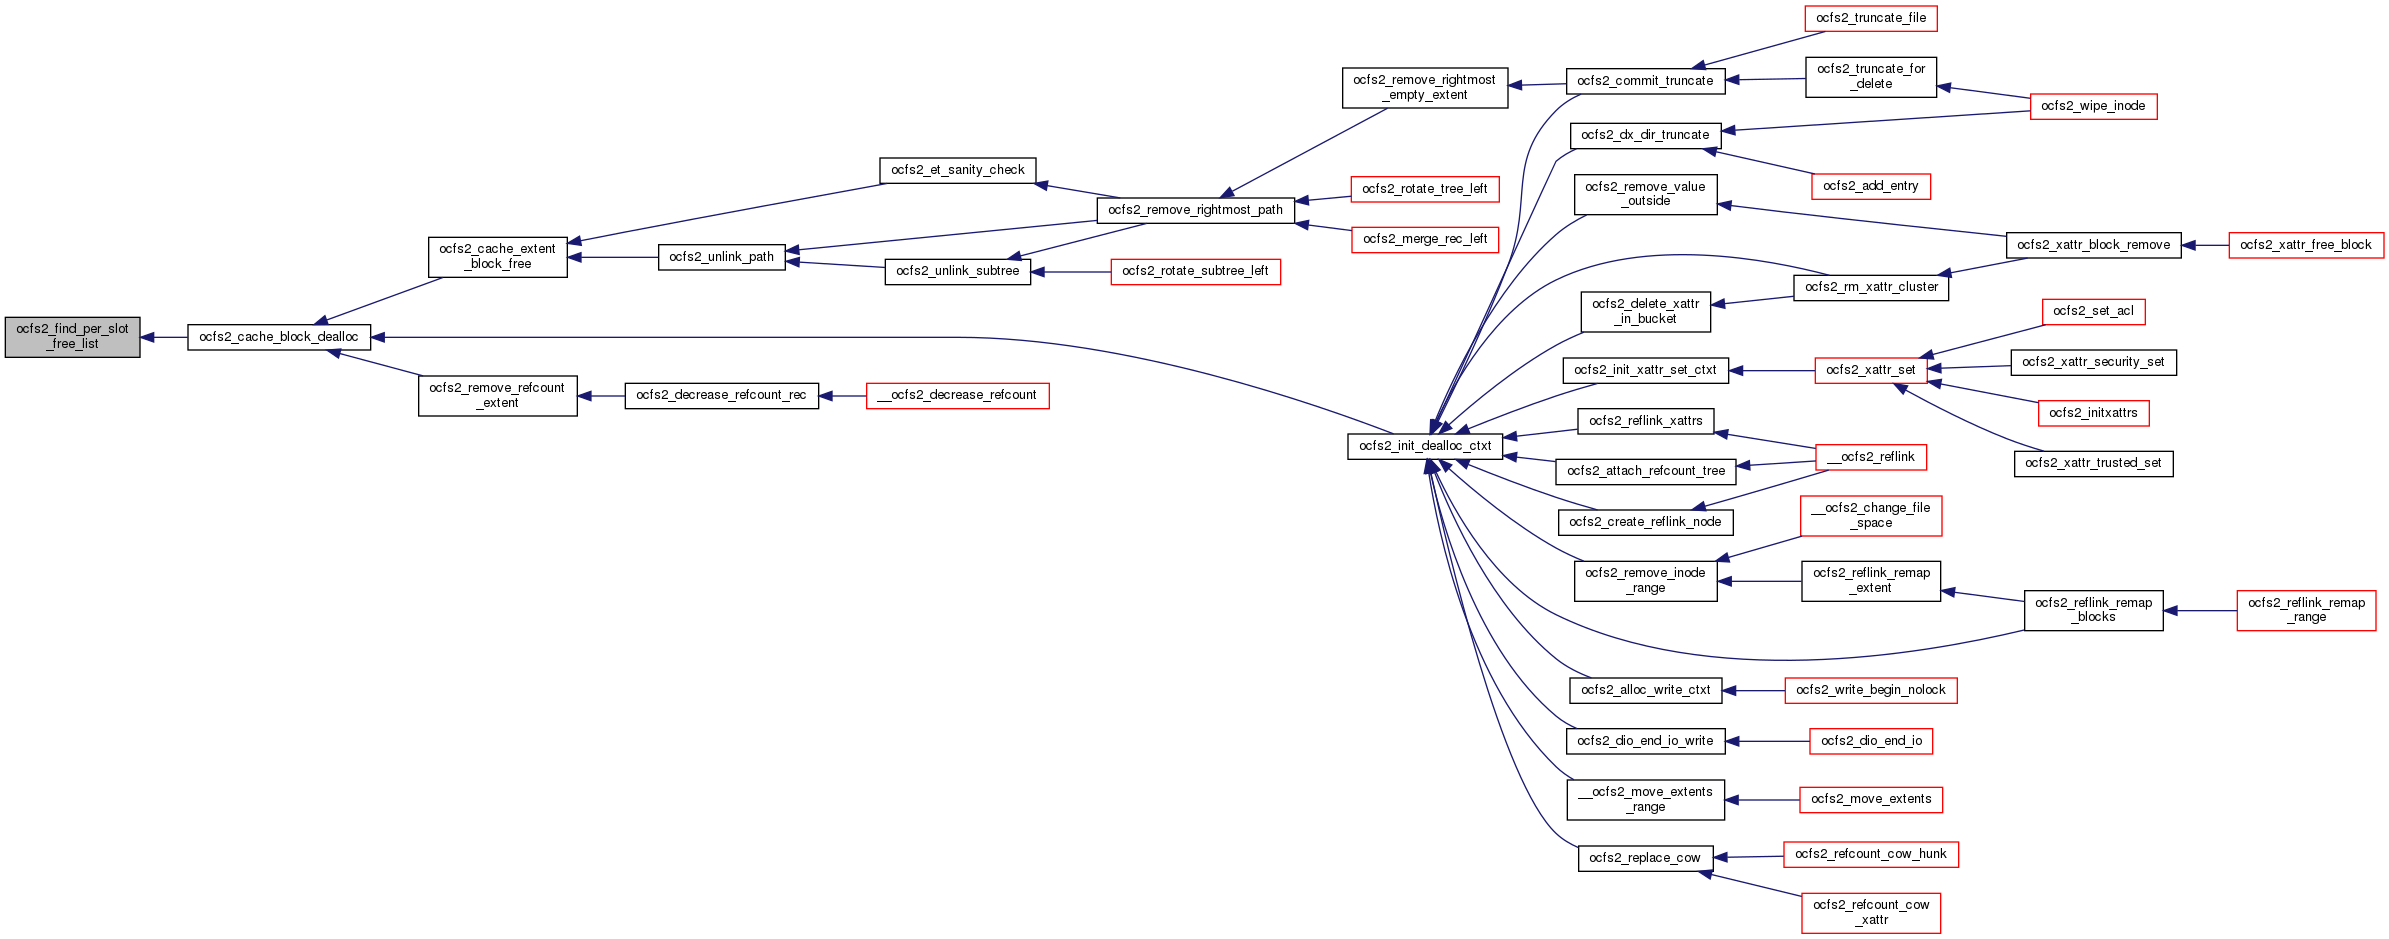 ocfs2_find_per_slot
_free_list
ocfs2_cache_block_dealloc
ocfs2_cache_extent
_block_free
ocfs2_remove_refcount
_extent
ocfs2_unlink_path
ocfs2_decrease_refcount_rec
ocfs2_et_sanity_check
ocfs2_unlink_subtree
__ocfs2_decrease_refcount
ocfs2_remove_rightmost_path
ocfs2_rotate_subtree_left
ocfs2_remove_rightmost
_empty_extent
ocfs2_rotate_tree_left
ocfs2_merge_rec_left
ocfs2_init_dealloc_ctxt
ocfs2_commit_truncate
ocfs2_dx_dir_truncate
ocfs2_remove_value
_outside
ocfs2_delete_xattr
_in_bucket
ocfs2_init_xattr_set_ctxt
ocfs2_reflink_xattrs
ocfs2_attach_refcount_tree
ocfs2_create_reflink_node
ocfs2_remove_inode
_range
ocfs2_alloc_write_ctxt
ocfs2_dio_end_io_write
__ocfs2_move_extents
_range
ocfs2_replace_cow
ocfs2_truncate_file
ocfs2_truncate_for
_delete
ocfs2_add_entry
ocfs2_rm_xattr_cluster
ocfs2_xattr_set
__ocfs2_reflink
__ocfs2_change_file
_space
ocfs2_reflink_remap
_extent
ocfs2_write_begin_nolock
ocfs2_dio_end_io
ocfs2_move_extents
ocfs2_refcount_cow_hunk
ocfs2_refcount_cow
_xattr
ocfs2_wipe_inode
ocfs2_xattr_block_remove
ocfs2_set_acl
ocfs2_xattr_security_set
ocfs2_initxattrs
ocfs2_xattr_trusted_set
ocfs2_reflink_remap
_blocks
ocfs2_xattr_free_block
ocfs2_reflink_remap
_range